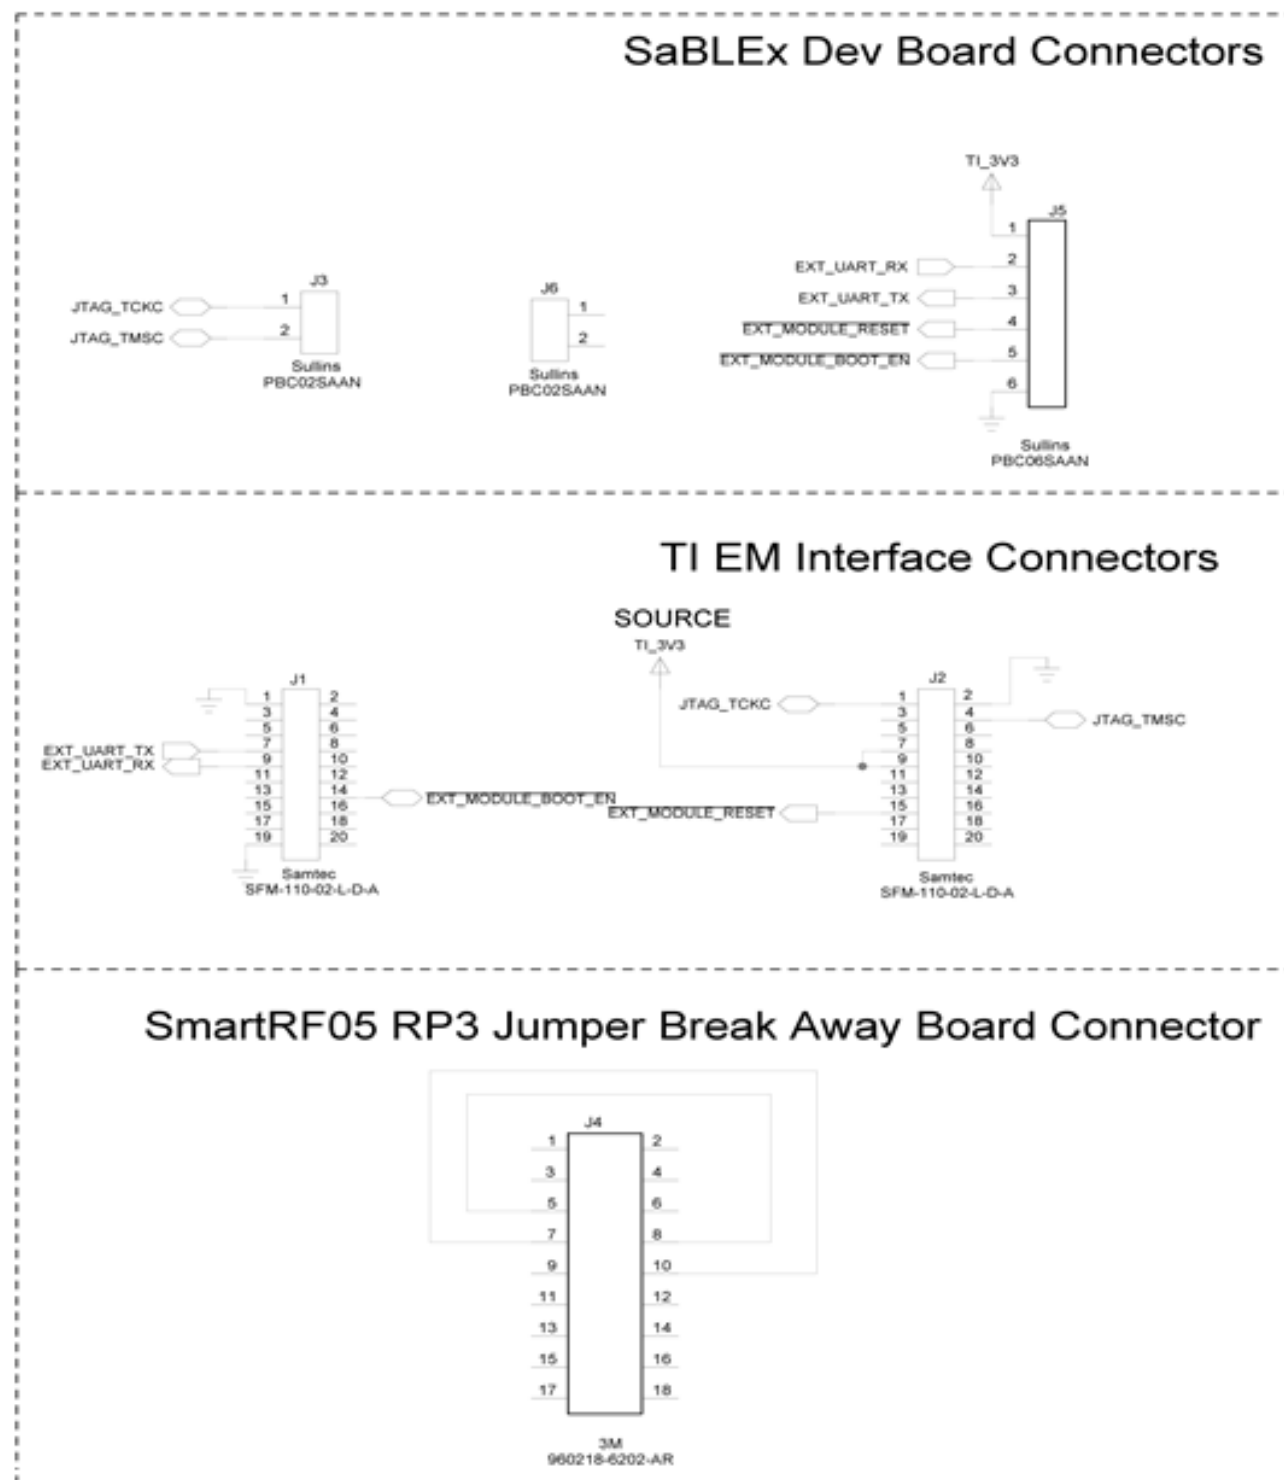 SaBLEx Dev Board Connectors
TI_3V3
J5
1
EXT_UART_RX 2
EXT_UART_TX 3
EXT_MODULE_RESET 4
EXT_MODULE_BOOT_EN 5
6
Sullins
PBC06SAAN
J3
JTAG_TCKC 1
JTAG_TMSC 2
Sullins
PBC02SAAN
J6
1
2
Sullins
PBC02SAAN
TI EM Interface Connectors
SOURCE
TI_3V3
J1
1 2
3 4
5 6
EXT_UART_TX 7 8
EXT_UART_RX 9 10
11 12
13 14
EXT_MODULE_BOOT_EN
15 16
17 18
19 20
Samtec
SFM-110-02-L-D-A
J2
JTAG_TCKC 1 2
3 4 JTAG_TMSC
5 6
7 8
9 10
11 12
13 14
EXT_MODULE_RESET 15 16
17 18
19 20
Samtec
SFM-110-02-L-D-A
SmartRF05 RP3 Jumper Break Away Board Connector
J4
1 2
3 4
5 6
7 8
9 10
11 12
13 14
15 16
17 18
3M
960218-6202-AR